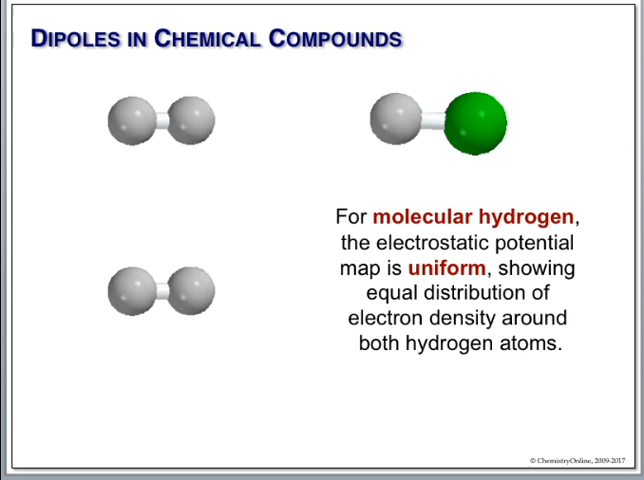 DIPOLES IN CHEMICAL COMPOUNDS
For molecular hydrogen,
the electrostatic potential
map is uniform, showing
equal distribution of
electron density around
both hydrogen atoms.
© ChemistryOnline, 2009-2017